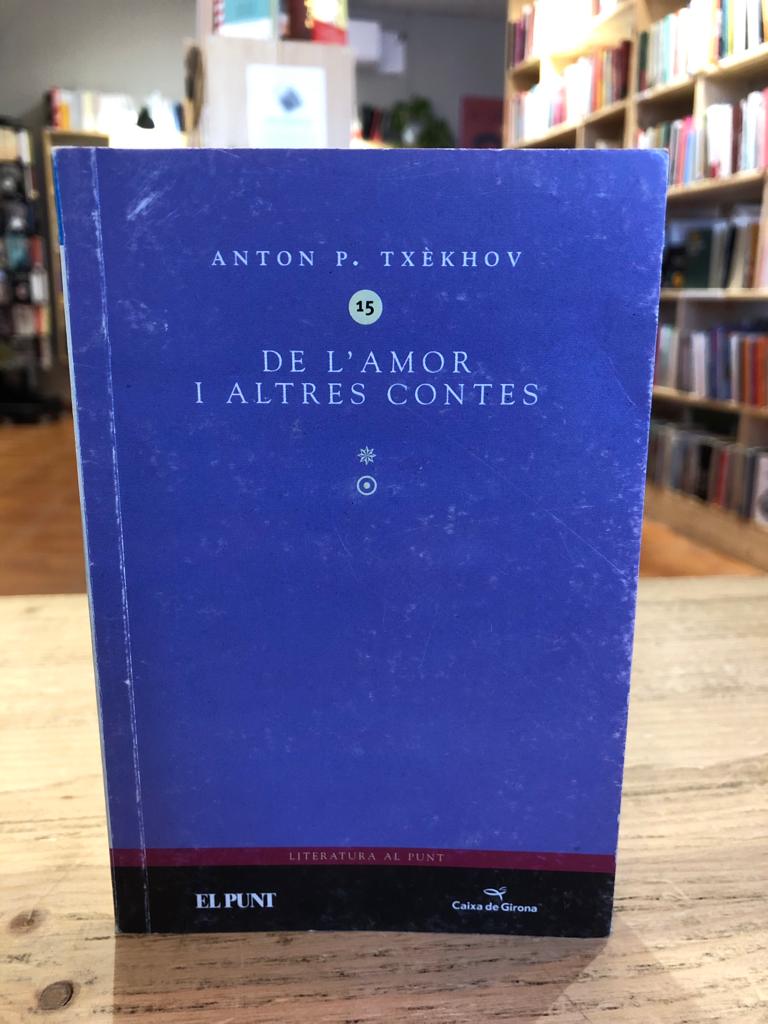 ANTON P. TXÈKHOV
15
DE L'AMOR
I ALTRES CONTES
LITERATURA AL PUNT
EL PUNT
Caixa de Girona